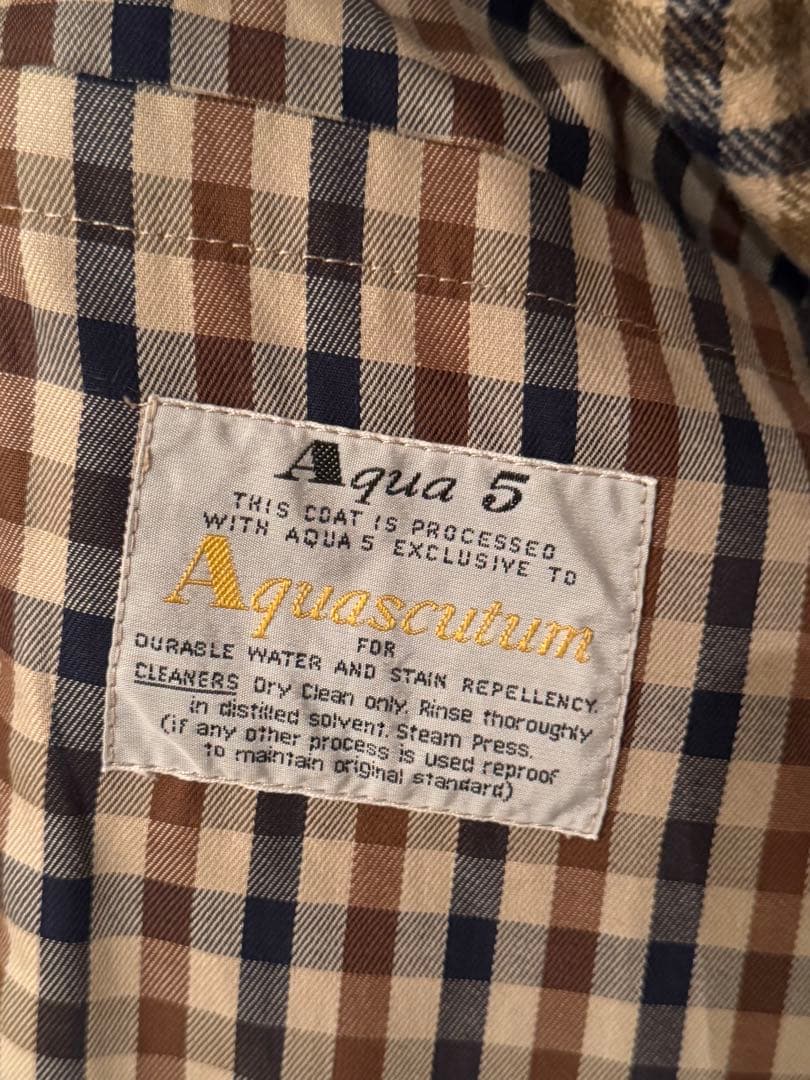 Aqua 5
THIS COAT IS PROCESSED
WITH AQUA 5 EXCLUSIVE TO
Aquascutum
FOR
DURABLE WATER AND STAIN REPELLENCY.
CLEANERS Dry Clean only. Rinse thoroughly
in distilled solvent. Steam Press.
(if any other process is used reproof
to maintain original standard)